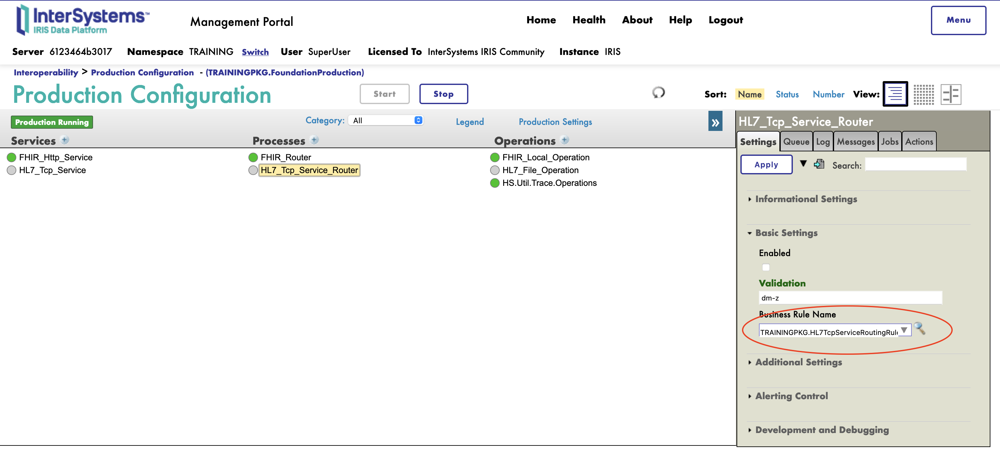 InterSystems™
IRIS Data Platform
Management Portal
Home Health About Help Logout
Menu
Server 6123464b3017 Namespace TRAINING Switch User SuperUser Licensed To InterSystems IRIS Community Instance IRIS
Interoperability > Production Configuration - (TRAININGPKG.FoundationProduction)
Production Configuration
Start Stop
Sort: Name Status Number View:
Production Running
Category: All
Legend
Production Settings
»
Services
Processes
Operations
FHIR_Http_Service
HL7_Tcp_Service
FHIR_Router
HL7_Tcp_Service_Router
FHIR_Local_Operation
HL7_File_Operation
HS.Util.Trace.Operations
HL7_Tcp_Service_Router
Settings Queue Log Messages Jobs Actions
Apply Search:
Informational Settings
Basic Settings
Enabled
Validation
dm-z
Business Rule Name
TRAININGPKG.HL7TcpServiceRoutingRule
Additional Settings
Alerting Control
Development and Debugging